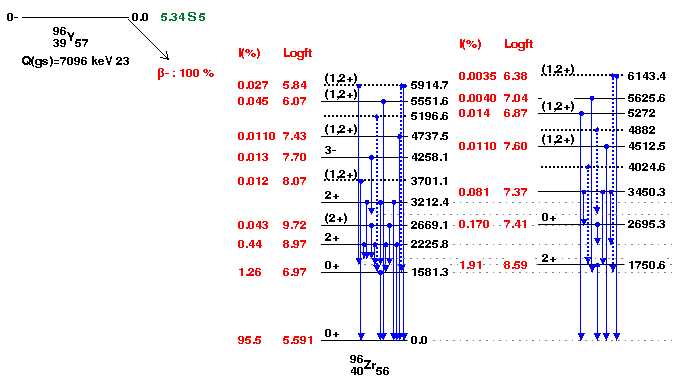 0- 0.0 5.34 S 5
96
39 Y 57
Q(gs)=7096 keV 23
β- : 100 %
I(%) Logft
0.027 5.84 (1,2+) 5914.7
0.045 6.07 (1,2+) 5551.6
5196.6
0.0110 7.43 (1,2+) 4737.5
0.013 7.70 3- 4258.1
0.012 8.07 (1,2+) 3701.1
2+ 3212.4
0.043 9.72 (2+) 2669.1
0.44 8.97 2+ 2225.8
1.26 6.97 0+ 1581.3
95.5 5.591 0+ 0.0
96
40 Zr 56
I(%) Logft
0.0035 6.38 (1,2+) 6143.4
0.0040 7.04 5625.6
0.014 6.87 (1,2+) 5272
4882
0.0110 7.60 (1,2+) 4512.5
4024.6
0.081 7.37 3450.3
0.170 7.41 0+ 2695.3
1.91 8.59 2+ 1750.6